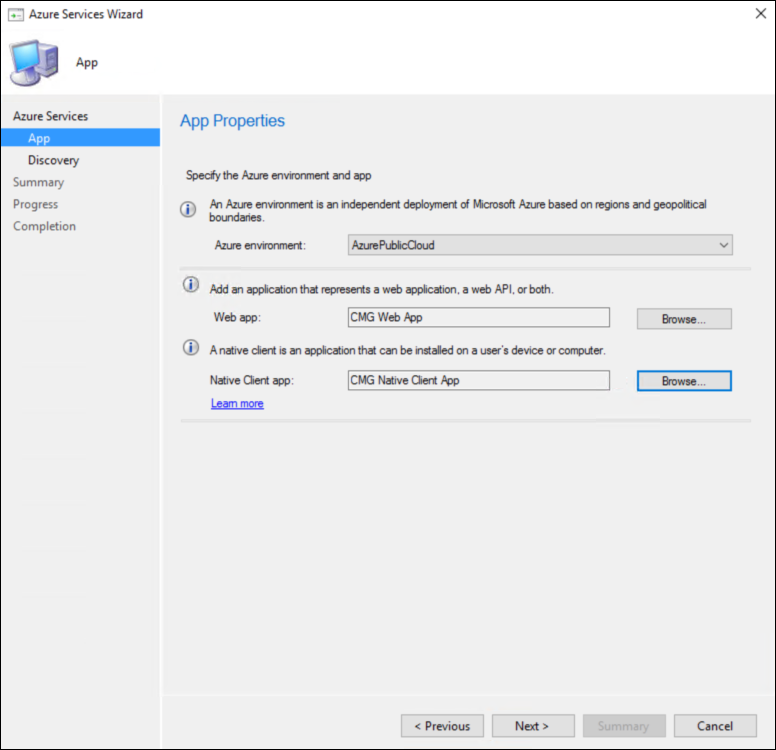 Azure Services Wizard
App
Azure Services
App
Discovery
Summary
Progress
Completion
App Properties
Specify the Azure environment and app
An Azure environment is an independent deployment of Microsoft Azure based on regions and geopolitical
boundaries.
Azure environment: AzurePublicCloud
Add an application that represents a web application, a web API, or both.
Web app: CMG Web App Browse...
A native client is an application that can be installed on a user's device or computer.
Native Client app: CMG Native Client App Browse...
Learn more
< Previous Next > Summary Cancel